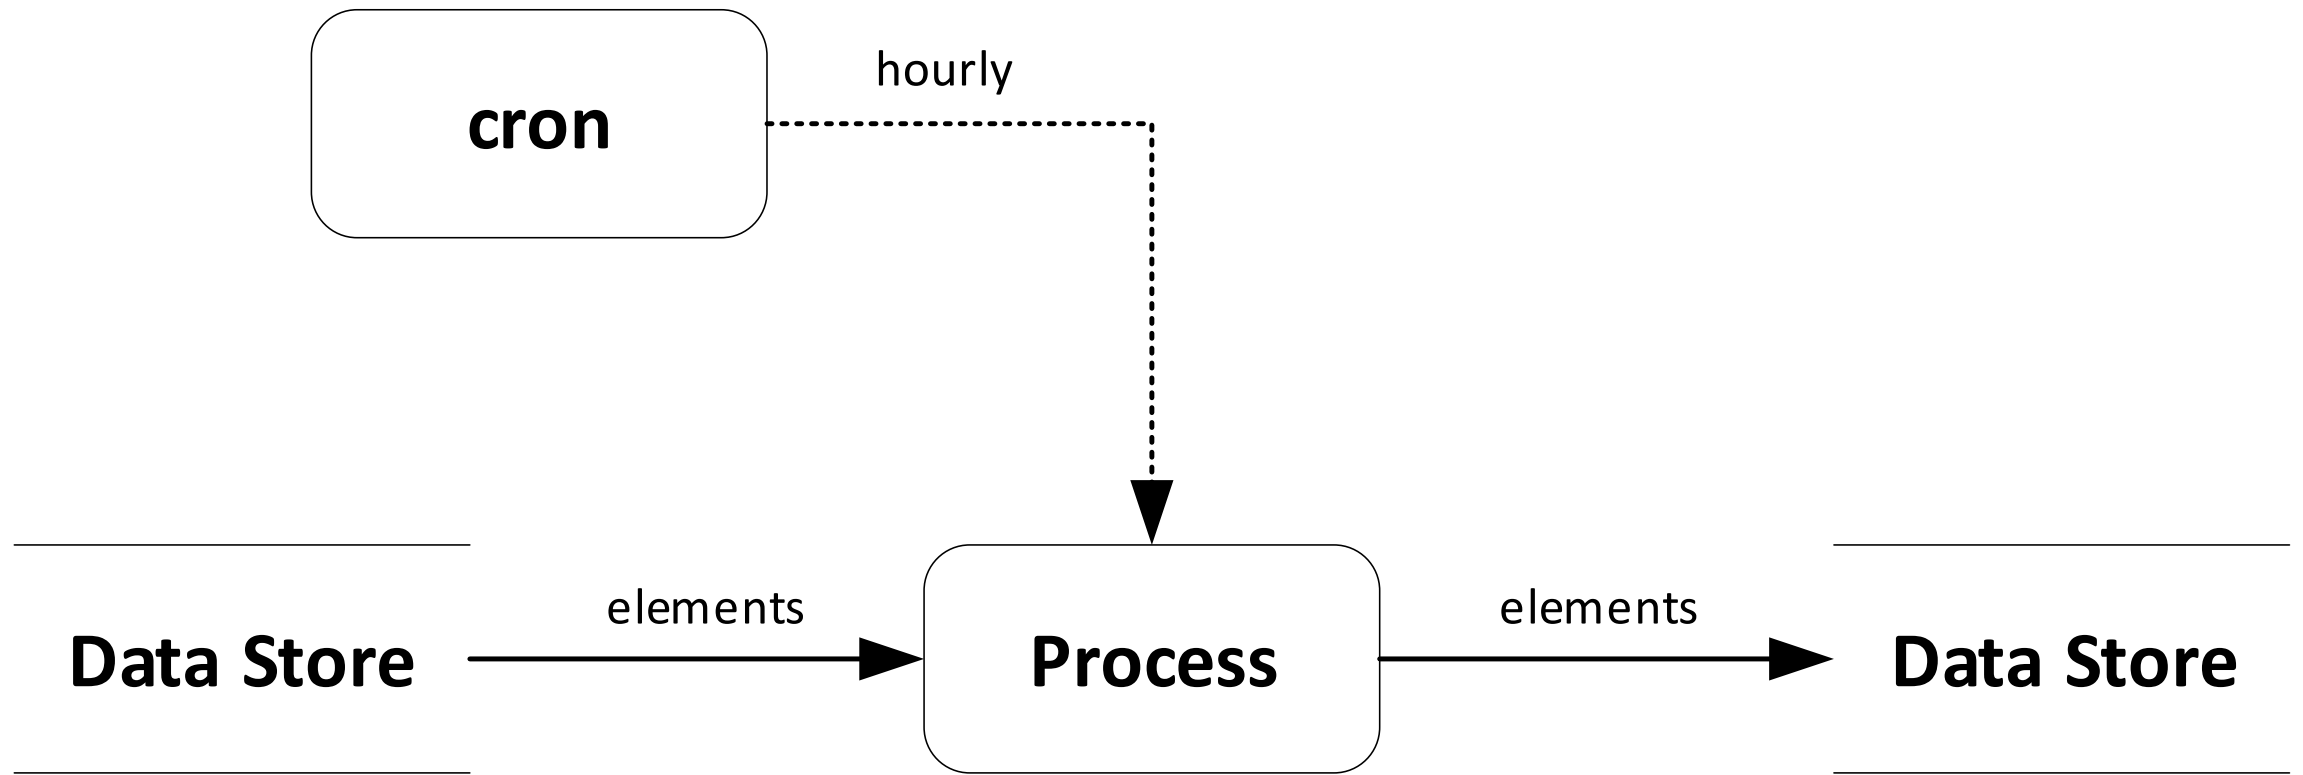 cron
hourly
elements
elements
Data Store
Process
Data Store